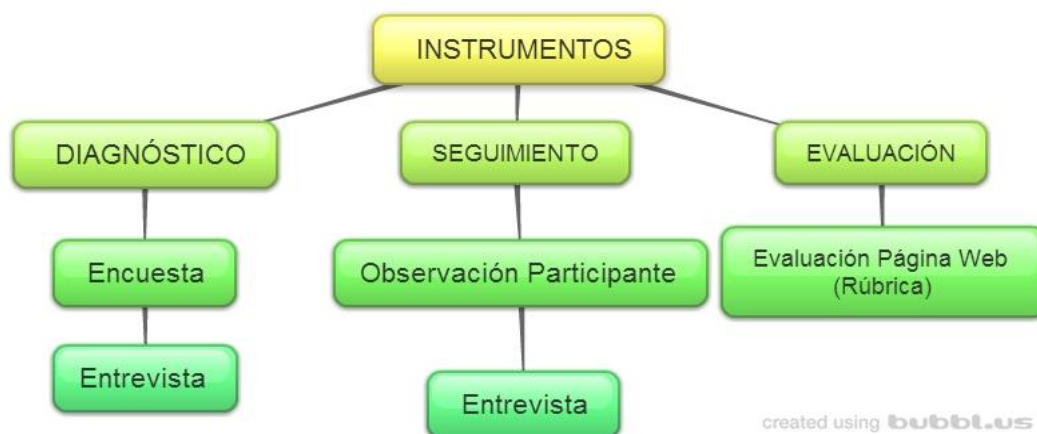 INSTRUMENTOS
DIAGNÓSTICO
SEGUIMIENTO
EVALUACIÓN
Encuesta
Observación Participante
Evaluación Página Web
(Rúbrica)
Entrevista
Entrevista
created using bubbl.us